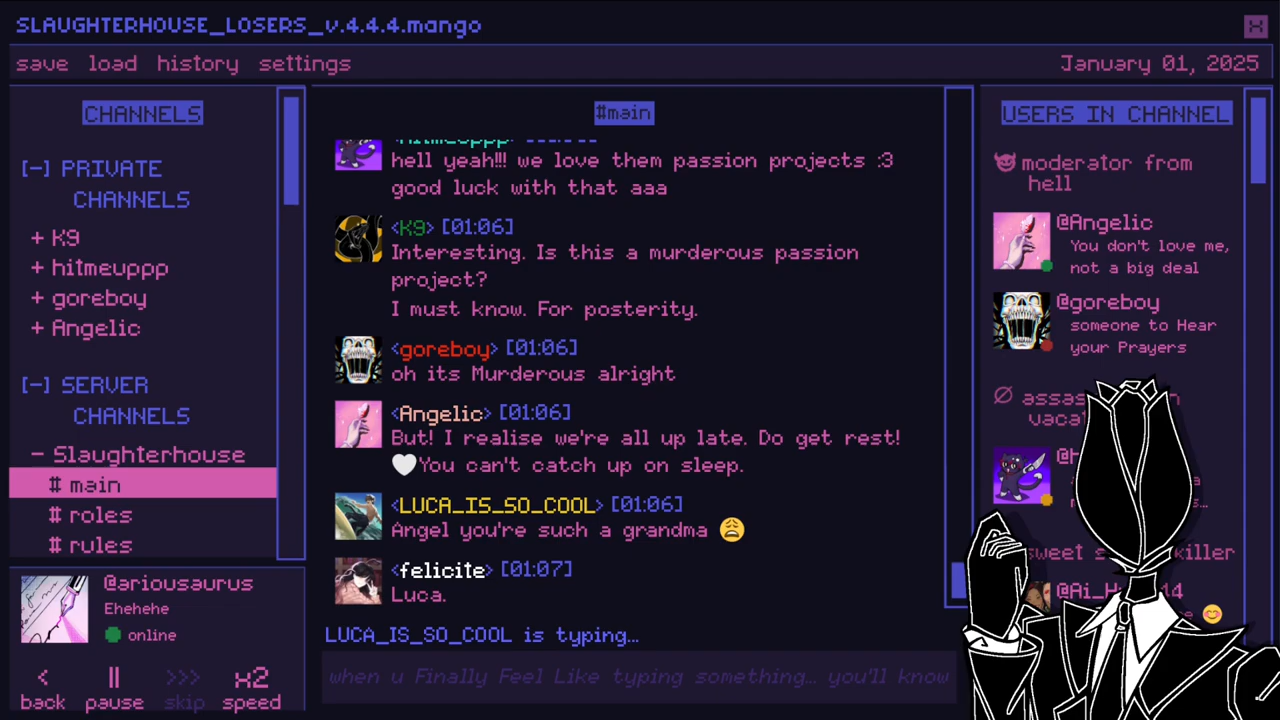 SLAUGHTERHOUSE_LOSERS_v.4.4.4.mango
x
save load history settings
January 01, 2025
CHANNELS
[-] PRIVATE
CHANNELS
+ K9
+ hitmeuppp
+ goreboy
+ Angelic
[-] SERVER
CHANNELS
- Slaughterhouse
# main
# roles
# rules
@ariousaurus
Ehehehe
online
< || >>> x2
back pause skip speed
#main
<hitmeuppp>
hell yeah!!! we love them passion projects :3
good luck with that aaa
<K9> [01:06]
Interesting. Is this a murderous passion
project?
I must know. For posterity.
<goreboy> [01:06]
oh its Murderous alright
<Angelic> [01:06]
But! I realise we're all up late. Do get rest!
🤍You can't catch up on sleep.
<LUCA_IS_SO_COOL> [01:06]
Angel you're such a grandma 😩
<felicite> [01:07]
Luca.
LUCA_IS_SO_COOL is typing...
when u Finally Feel Like typing something... you'll know
USERS IN CHANNEL
😈 moderator from
hell
@Angelic
You don't love me,
not a big deal
@goreboy
someone to Hear
your Prayers
sweet
killer